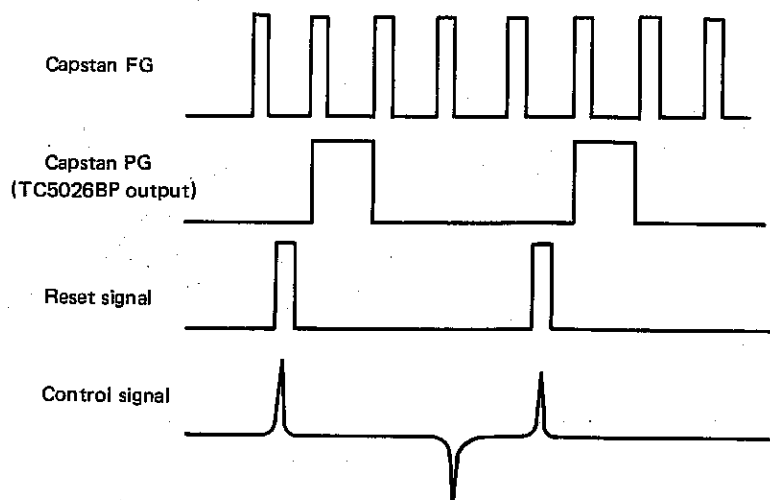 Capstan FG
Capstan PG
(TC5026BP output)
Reset signal
Control signal